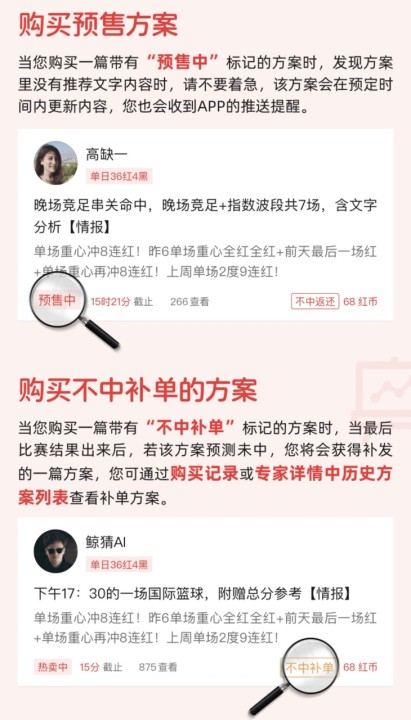 购买预售方案
当您购买一篇带有“预售中”标记的方案时，发现方案
里没有推荐文字内容时，请不要着急，该方案会在预定时
间内更新内容，您也会收到APP的推送提醒。
高缺一
单日36红4黑
晚场竞足串关命中，晚场竞足+指数波段共7场，含文字
分析【情报】
单场重心冲8连红！昨6单场重心全红全红+前天最后一场红
+单场重心再冲8连红！上周单场2度9连红！
预售中 15时21分 截止 266 查看 不中返还 68 红币
购买不中补单的方案
当您购买一篇带有“不中补单”标记的方案时，当最后
比赛结果出来后，若该方案预测未中，您将会获得补发
的一篇方案，您可通过购买记录或专家详情中历史方
案列表查看补单方案。
鲸猜AI
单日36红4黑
下午17：30的一场国际篮球，附赠总分参考【情报】
单场重心冲8连红！昨6单场重心全红全红+前天最后一场红
+单场重心再冲8连红！上周单场2度9连红！
热卖中 15分 截止 875 查看 不中补单 68 红币